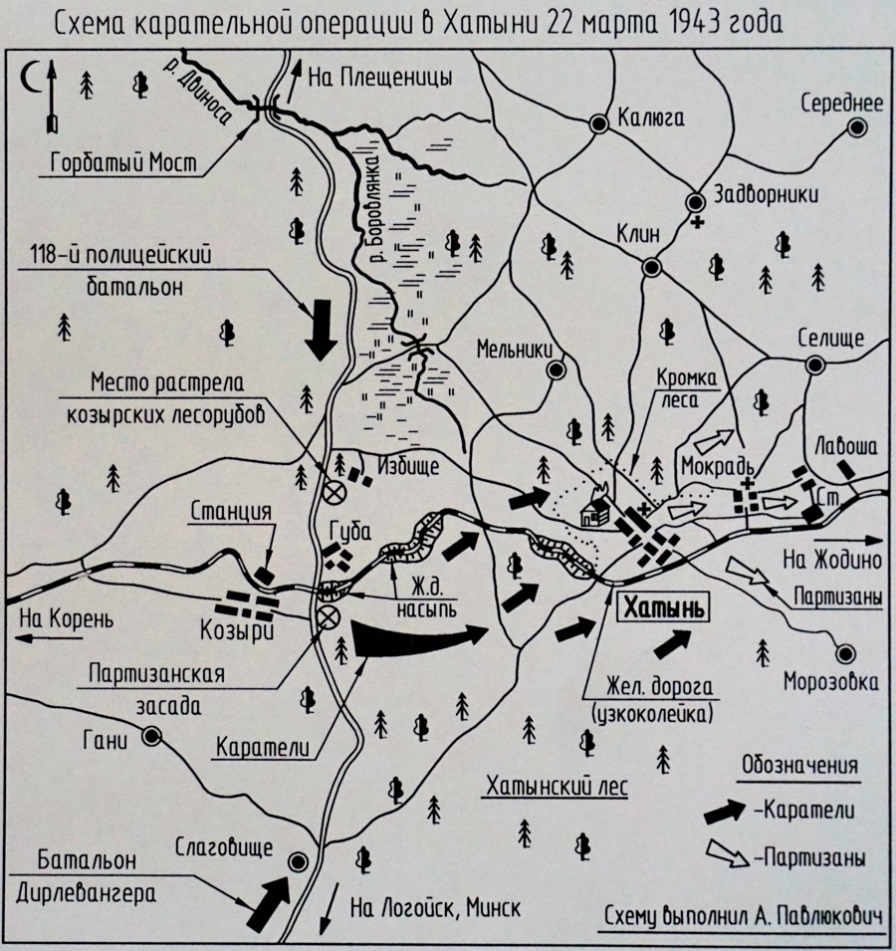 Схема карательной операции в Хатыни 22 марта 1943 года
р. Двиноса
На Плещеницы
Калюга
Середнее
Горбатый Мост
р. Боровлянка
Задворники
Клин
118-й полицейский
батальон
Мельники
Селище
Место растрела
козырских лесорубов
Кромка
леса
Избище
Мокрадь
Лавоша
Станция
Губа
Ст
На Жодино
Ж.д.
насыпь
Партизаны
На Корень
Козыри
Хатынь
Партизанская
засада
Морозовка
Жел. дорога
(узкоколейка)
Гани
Каратели
Хатынский лес
Обозначения
-Каратели
-Партизаны
Слаговище
Батальон
Дирлевангера
На Логойск, Минск
Схему выполнил А. Павлюкович